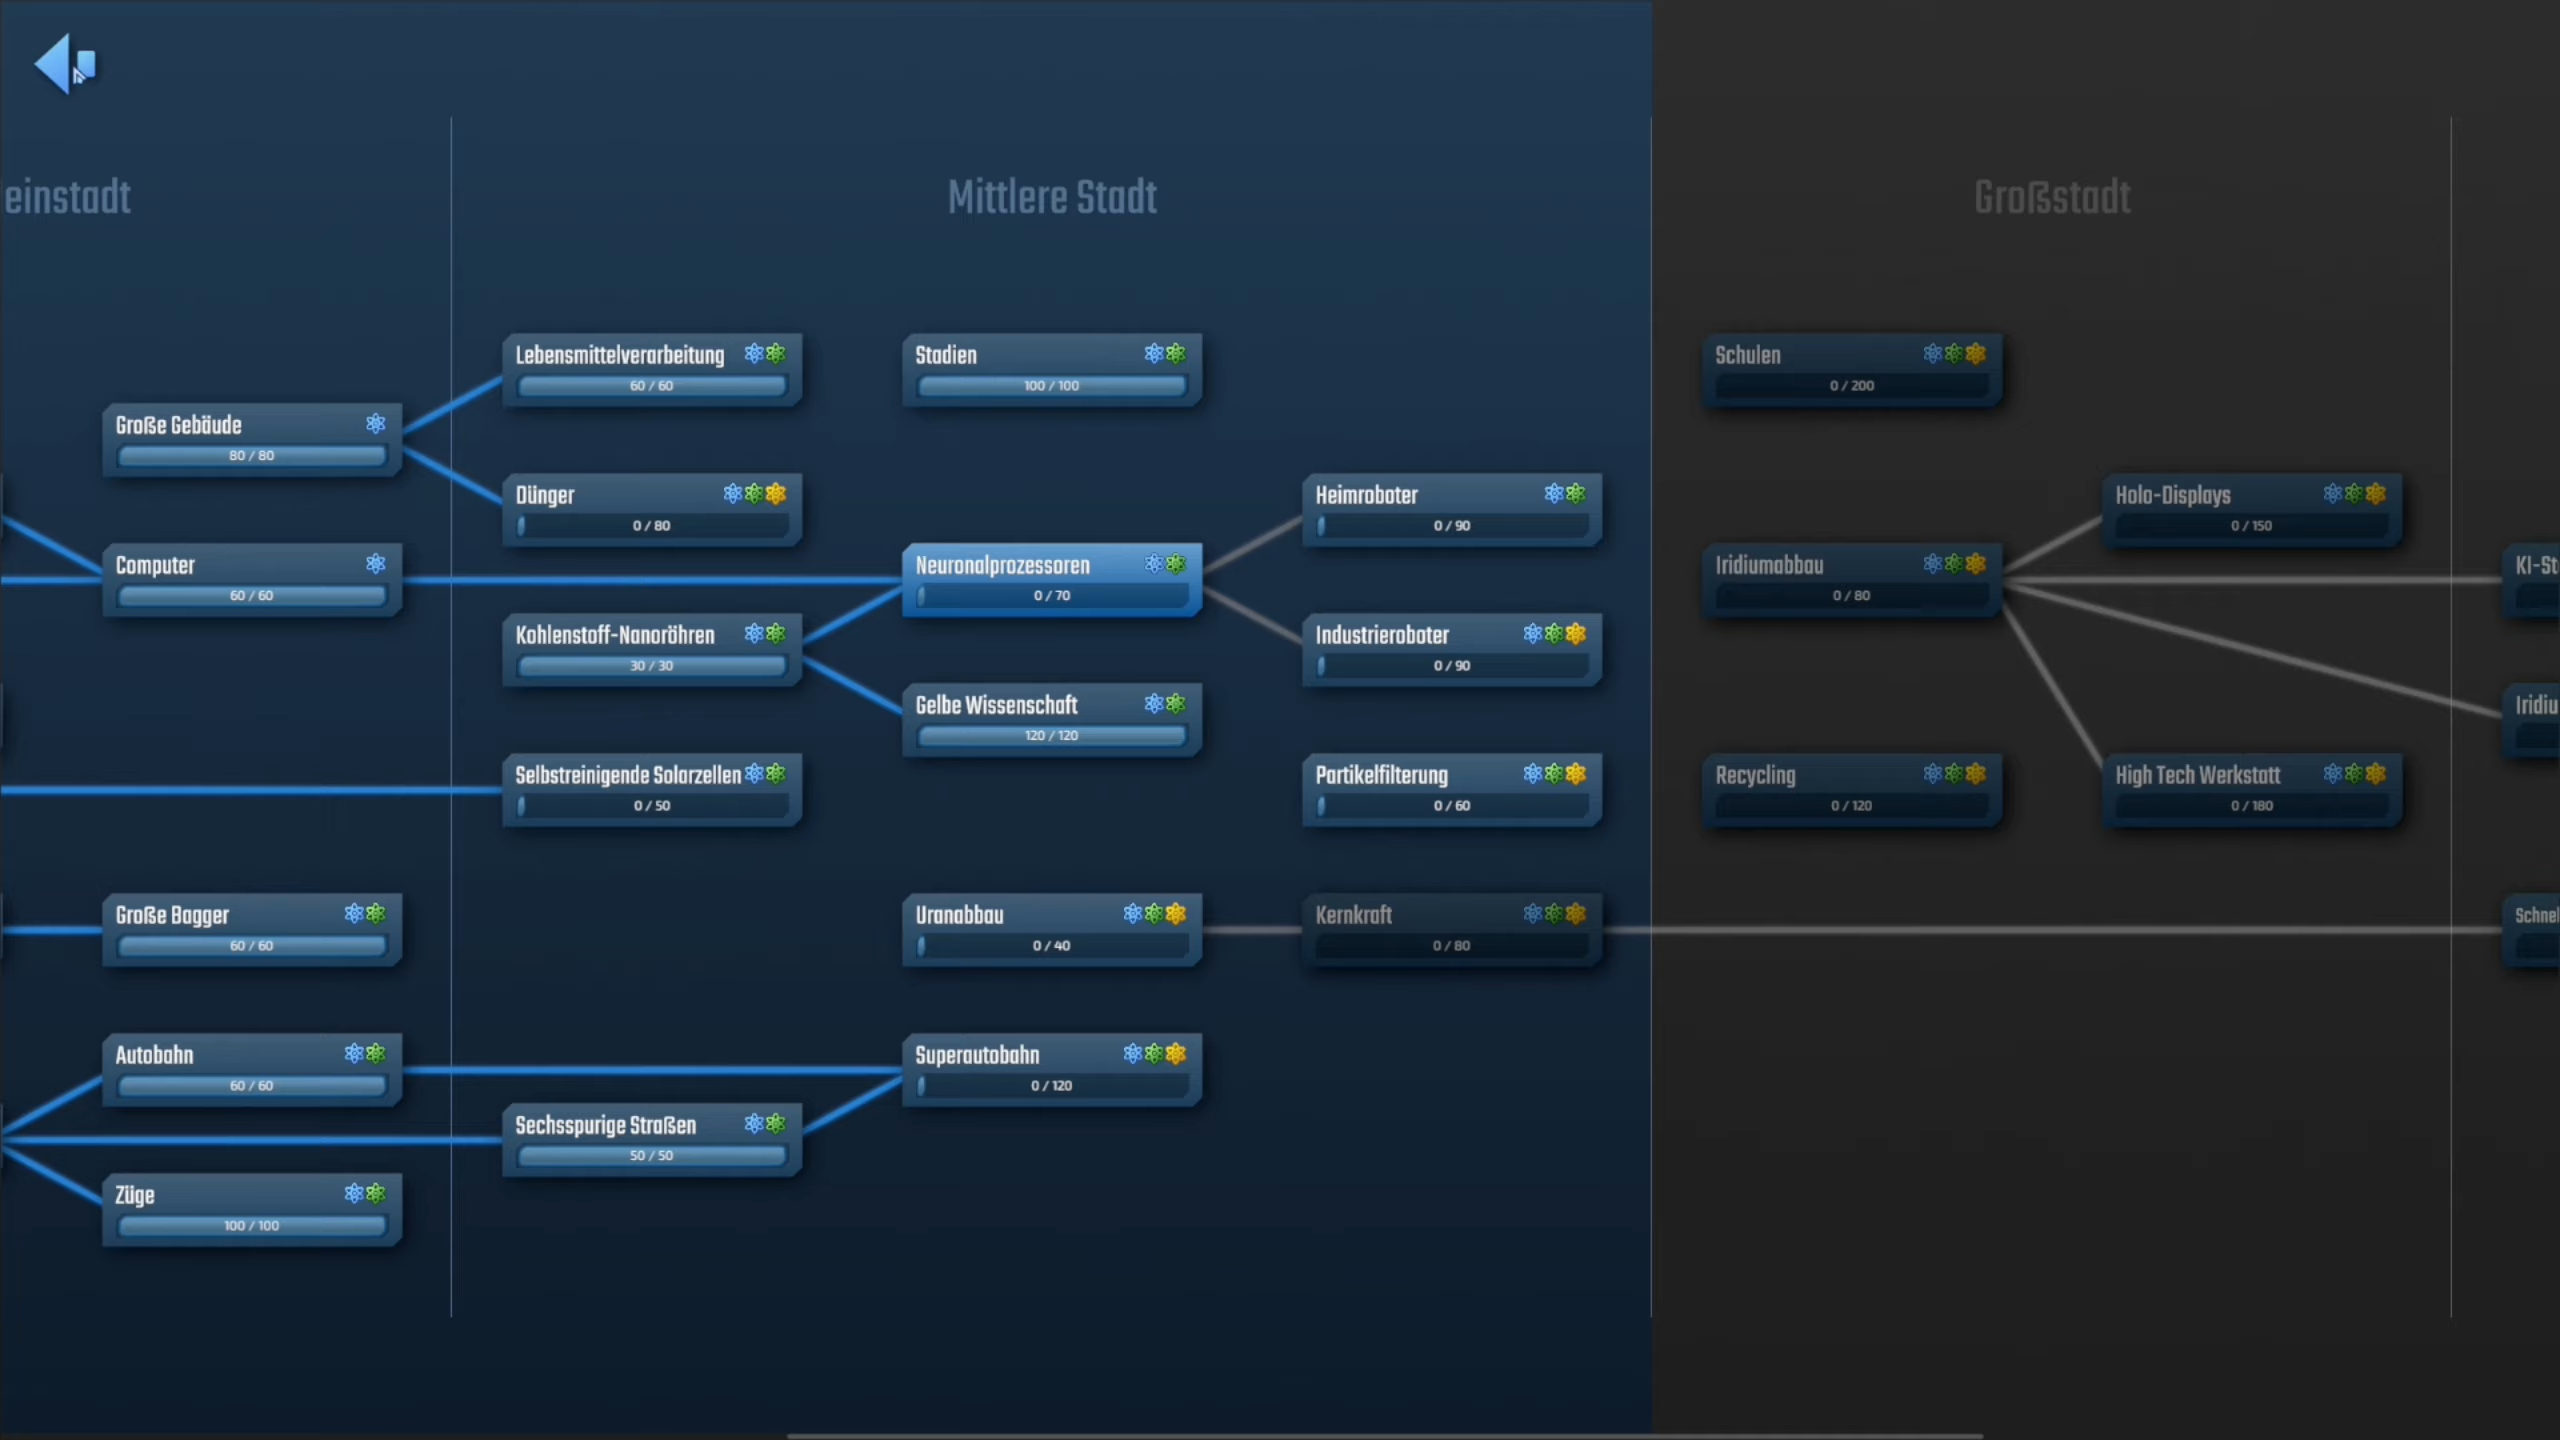 einstadt
Mittlere Stadt
Großstadt
Lebensmittelverarbeitung
60 / 60
Stadien
100 / 100
Schulen
0 / 200
Große Gebäude
80 / 80
Dünger
0 / 80
Heimroboter
0 / 90
Holo-Displays
0 / 150
Computer
60 / 60
Neuronalprozessoren
0 / 70
Iridiumabbau
0 / 80
KI-St
Kohlenstoff-Nanoröhren
30 / 30
Industrieroboter
0 / 90
Gelbe Wissenschaft
120 / 120
Iridiu
Selbstreinigende Solarzellen
0 / 50
Partikelfilterung
0 / 60
Recycling
0 / 120
High Tech Werkstatt
0 / 180
Große Bagger
60 / 60
Uranabbau
0 / 40
Kernkraft
0 / 80
Schnel
Autobahn
60 / 60
Superautobahn
0 / 120
Sechsspurige Straßen
50 / 50
Züge
100 / 100